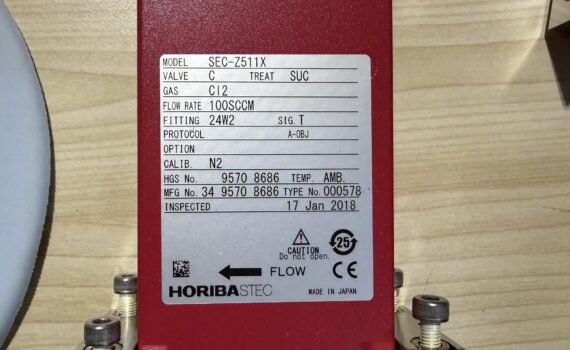 MODEL SEC-Z511X
VALVE C TREAT SUC
GAS Cl2
FLOW RATE 100SCCM
FITTING 24W2 SIG. T
PROTOCOL A-OBJ
OPTION
CALIB. N2
HGS No. 9570 8686 TEMP. AMB.
MFG No. 34 9570 8686 TYPE No. 000578
INSPECTED 17 Jan 2018
25
CAUTION
Do not open.
FLOW CE
HORIBASTEC MADE IN JAPAN